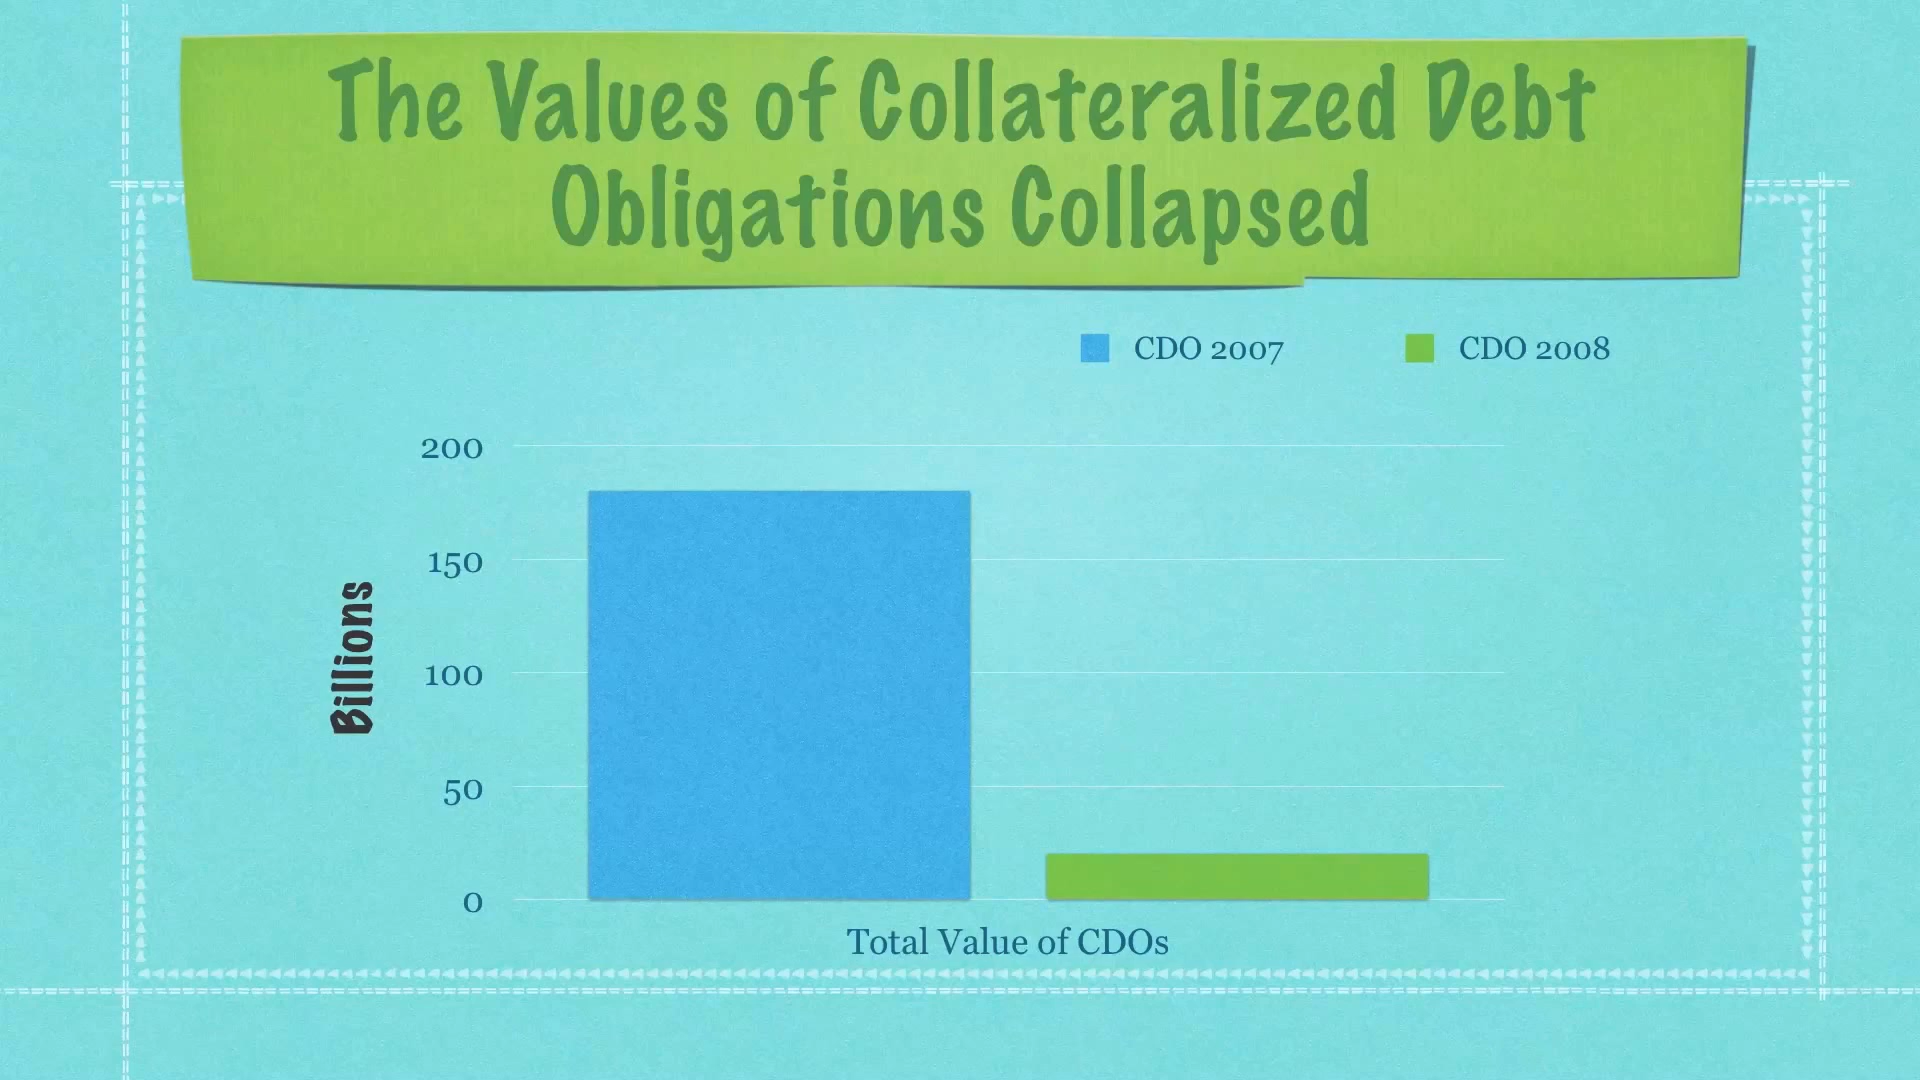 The Values of Collateralized Debt
Obligations Collapsed
CDO 2007
CDO 2008
200
150
100
50
0
Billions
Total Value of CDOs